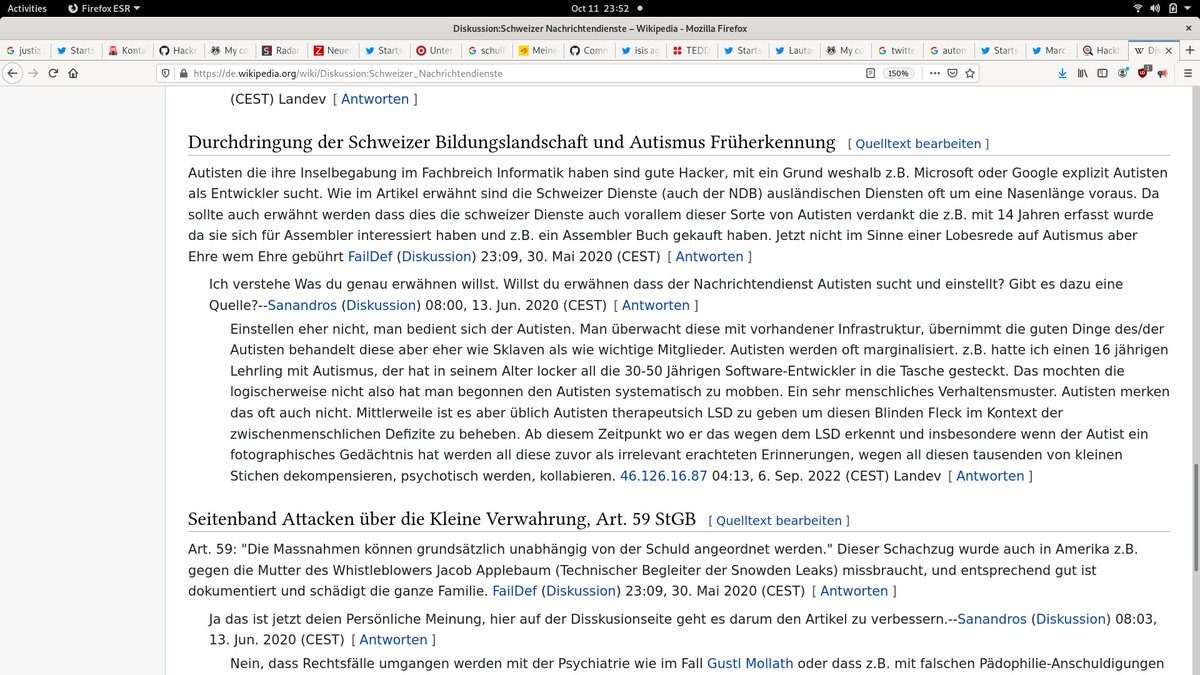 Activities Firefox ESR Oct 11 23:52
Diskussion:Schweizer Nachrichtendienste – Wikipedia - Mozilla Firefox
justiz Starts Konta Hacke My co Radar Neues Starts Unter schulf Meine Comm isis ag TEDD Starts Lautar My co twitte auton Starts Marc Hackt Dis
https://de.wikipedia.org/wiki/Diskussion:Schweizer_Nachrichtendienste 150%
(CEST) Landev [ Antworten ]
Durchdringung der Schweizer Bildungslandschaft und Autismus Früherkennung [ Quelltext bearbeiten ]
Autisten die ihre Inselbegabung im Fachbreich Informatik haben sind gute Hacker, mit ein Grund weshalb z.B. Microsoft oder Google explizit Autisten
als Entwickler sucht. Wie im Artikel erwähnt sind die Schweizer Dienste (auch der NDB) ausländischen Diensten oft um eine Nasenlänge voraus. Da
sollte auch erwähnt werden dass dies die schweizer Dienste auch vorallem dieser Sorte von Autisten verdankt die z.B. mit 14 Jahren erfasst wurde
da sie sich für Assembler interessiert haben und z.B. ein Assembler Buch gekauft haben. Jetzt nicht im Sinne einer Lobesrede auf Autismus aber
Ehre wem Ehre gebührt FailDef (Diskussion) 23:09, 30. Mai 2020 (CEST) [ Antworten ]
Ich verstehe Was du genau erwähnen willst. Willst du erwähnen dass der Nachrichtendienst Autisten sucht und einstellt? Gibt es dazu eine
Quelle?--Sanandros (Diskussion) 08:00, 13. Jun. 2020 (CEST) [ Antworten ]
Einstellen eher nicht, man bedient sich der Autisten. Man überwacht diese mit vorhandener Infrastruktur, übernimmt die guten Dinge des/der
Autisten behandelt diese aber eher wie Sklaven als wie wichtige Mitglieder. Autisten werden oft marginalisiert. z.B. hatte ich einen 16 jährigen
Lehrling mit Autismus, der hat in seinem Alter locker all die 30-50 Jährigen Software-Entwickler in die Tasche gesteckt. Das mochten die
logischerweise nicht also hat man begonnen den Autisten systematisch zu mobben. Ein sehr menschliches Verhaltensmuster. Autisten merken
das oft auch nicht. Mittlerweile ist es aber üblich Autisten therapeutsich LSD zu geben um diesen Blinden Fleck im Kontext der
zwischenmenschlichen Defizite zu beheben. Ab diesem Zeitpunkt wo er das wegen dem LSD erkennt und insbesondere wenn der Autist ein
fotographisches Gedächtnis hat werden all diese zuvor als irrelevant erachteten Erinnerungen, wegen all diesen tausenden von kleinen
Stichen dekompensieren, psychotisch werden, kollabieren. 46.126.16.87 04:13, 6. Sep. 2022 (CEST) Landev [ Antworten ]
Seitenband Attacken über die Kleine Verwahrung, Art. 59 StGB [ Quelltext bearbeiten ]
Art. 59: "Die Massnahmen können grundsätzlich unabhängig von der Schuld angeordnet werden." Dieser Schachzug wurde auch in Amerika z.B.
gegen die Mutter des Whistleblowers Jacob Applebaum (Technischer Begleiter der Snowden Leaks) missbraucht, und entsprechend gut ist
dokumentiert und schädigt die ganze Familie. FailDef (Diskussion) 23:09, 30. Mai 2020 (CEST) [ Antworten ]
Ja das ist jetzt deien Persönliche Meinung, hier auf der Disskusionseite geht es darum den Artikel zu verbessern.--Sanandros (Diskussion) 08:03,
13. Jun. 2020 (CEST) [ Antworten ]
Nein, dass Rechtsfälle umgangen werden mit der Psychiatrie wie im Fall Gustl Mollath oder dass z.B. mit falschen Pädophilie-Anschuldigungen